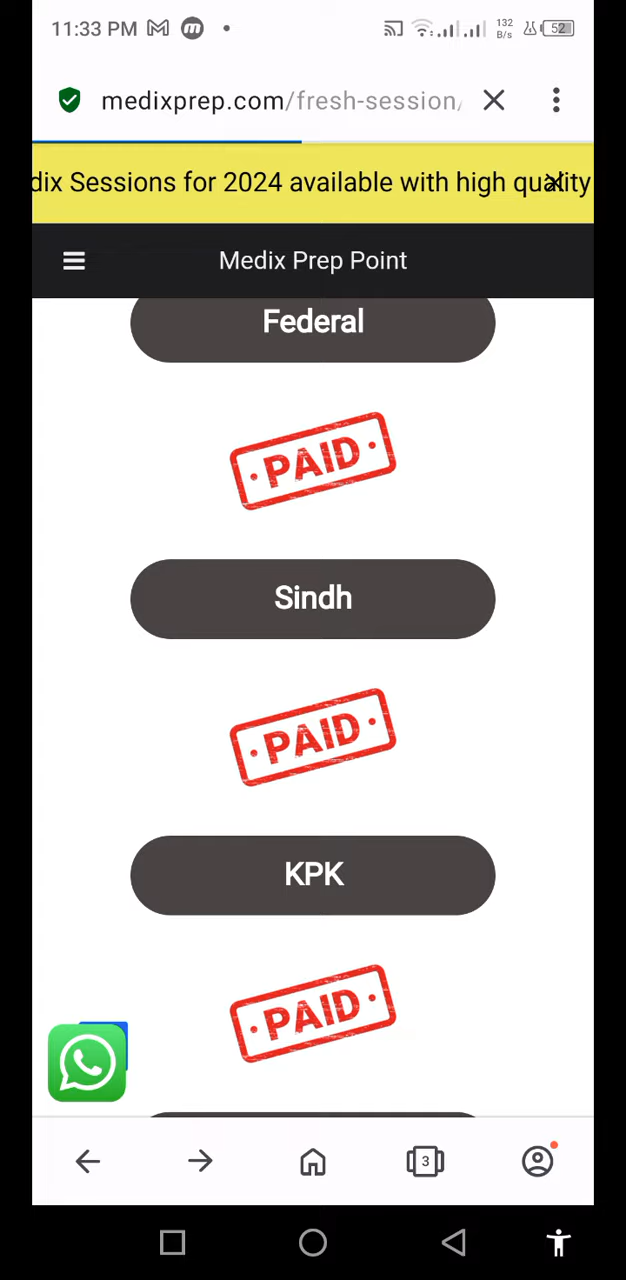 11:33 PM
132
B/s
52
medixprep.com/fresh-session/
dix Sessions for 2024 available with high quality
Medix Prep Point
Federal
PAID
Sindh
PAID
KPK
PAID
3